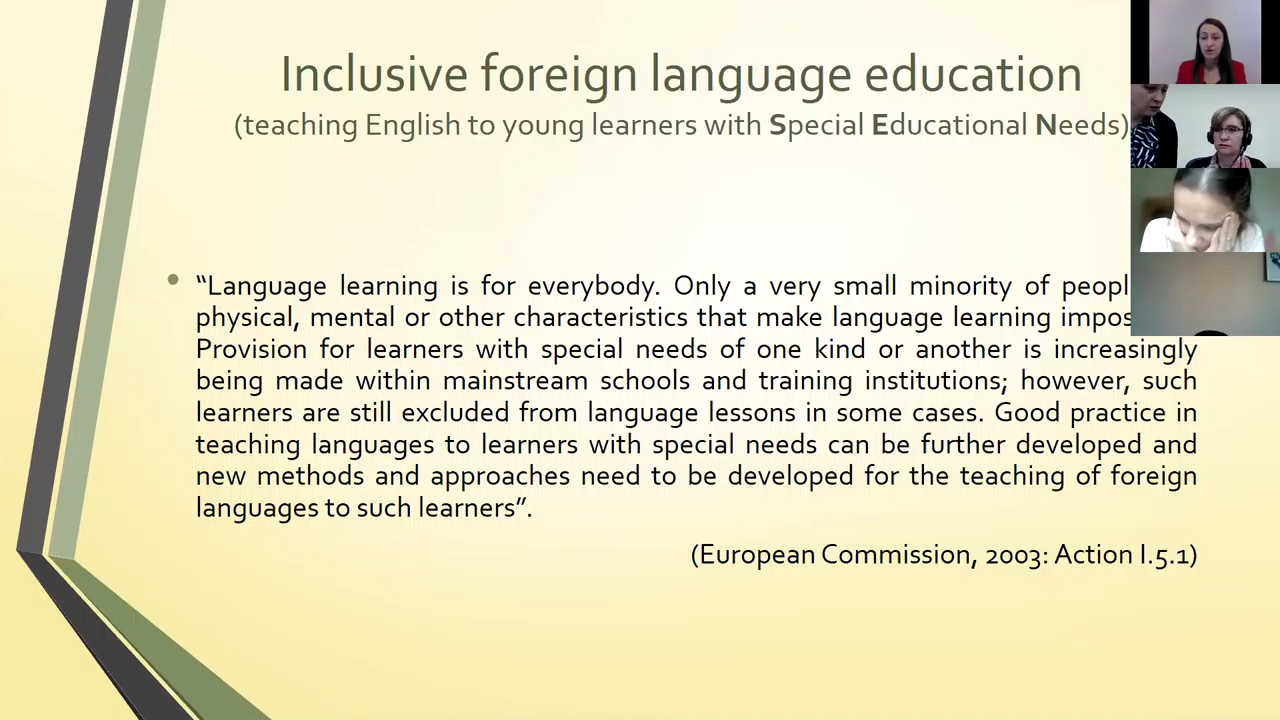 Inclusive foreign language education
(teaching English to young learners with Special Educational Needs)
“Language learning is for everybody. Only a very small minority of peopl
physical, mental or other characteristics that make language learning impos
Provision for learners with special needs of one kind or another is increasingly
being made within mainstream schools and training institutions; however, such
learners are still excluded from language lessons in some cases. Good practice in
teaching languages to learners with special needs can be further developed and
new methods and approaches need to be developed for the teaching of foreign
languages to such learners”.
(European Commission, 2003: Action I.5.1)